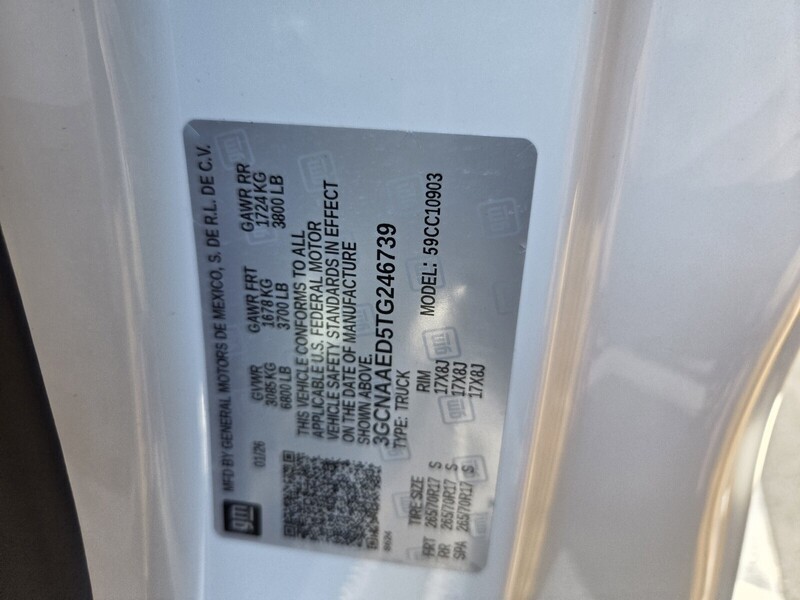 gm MFD BY GENERAL MOTORS DE MEXICO, S. DE R.L. DE C.V.
01/26
GVWR GAWR FRT GAWR RR
3085 KG 1678 KG 1724 KG
6800 LB 3700 LB 3800 LB
THIS VEHICLE CONFORMS TO ALL
APPLICABLE U.S. FEDERAL MOTOR
VEHICLE SAFETY STANDARDS IN EFFECT
ON THE DATE OF MANUFACTURE
SHOWN ABOVE.
3GCNAAED5TG246739
TYPE: TRUCK MODEL: 59CC10903
TIRE SIZE RIM
FRT 265/70R17 S 17X8J
RR 265/70R17 S 17X8J
SPA 265/70R17 S 17X8J